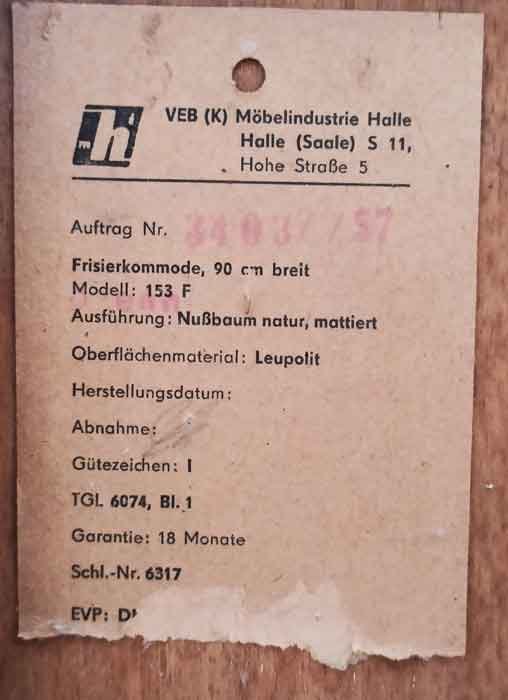 mh
VEB (K) Möbelindustrie Halle
Halle (Saale) S 11,
Hohe Straße 5
Auftrag Nr.
Frisierkommode, 90 cm breit
Modell: 153 F
Ausführung: Nußbaum natur, mattiert
Oberflächenmaterial: Leupolit
Herstellungsdatum:
Abnahme:
Gütezeichen: I
TGL 6074, Bl. 1
Garantie: 18 Monate
Schl.-Nr. 6317
EVP: